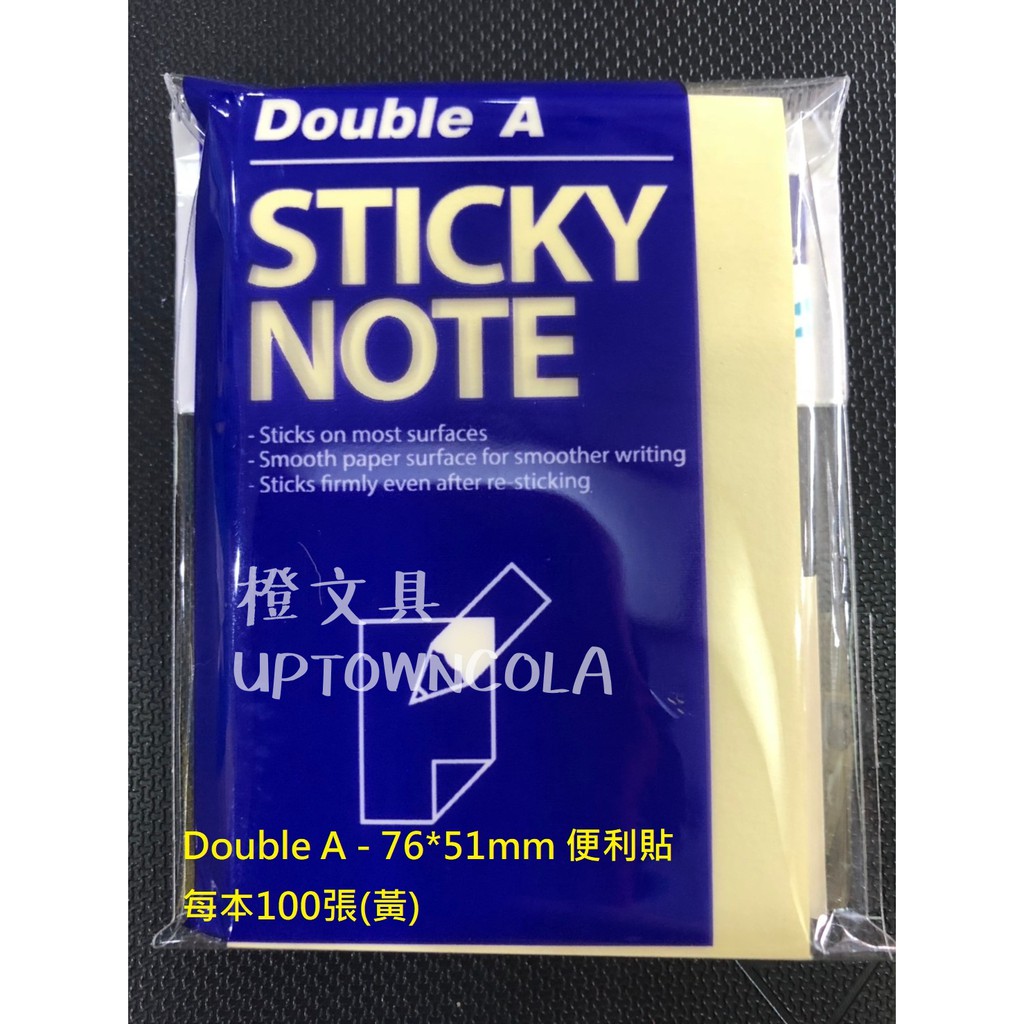 Double A
STICKY
NOTE
- Sticks on most surfaces
- Smooth paper surface for smoother writing
- Sticks firmly even after re-sticking
橙文具
UPTOWNCOLA
Double A - 76*51mm 便利貼
每本100張(黃)